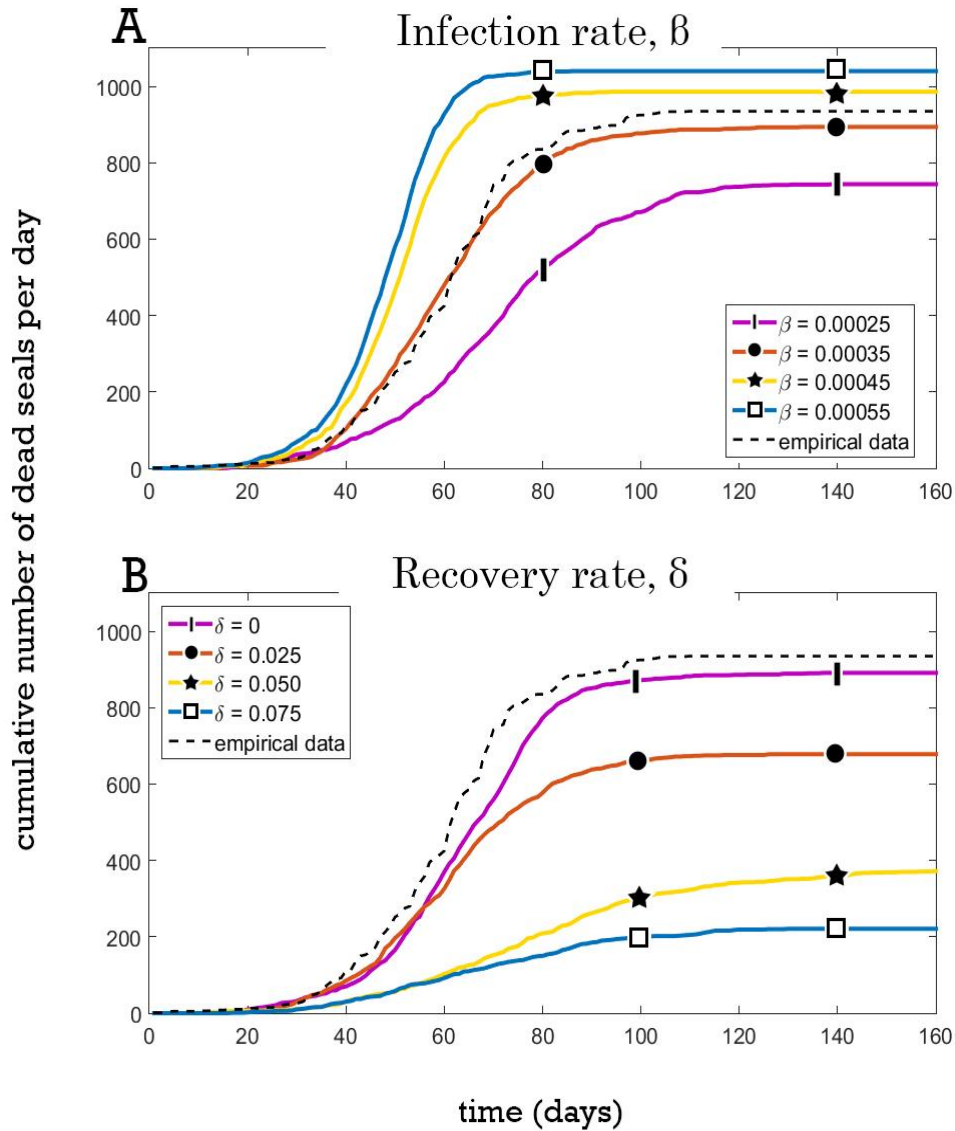 A
Infection rate, β
1000
800
600
400
200
0
0 20 40 60 80 100 120 140 160
β = 0.00025
β = 0.00035
β = 0.00045
β = 0.00055
empirical data
cumulative number of dead seals per day
B
Recovery rate, δ
1000
800
600
400
200
0
0 20 40 60 80 100 120 140 160
δ = 0
δ = 0.025
δ = 0.050
δ = 0.075
empirical data
time (days)